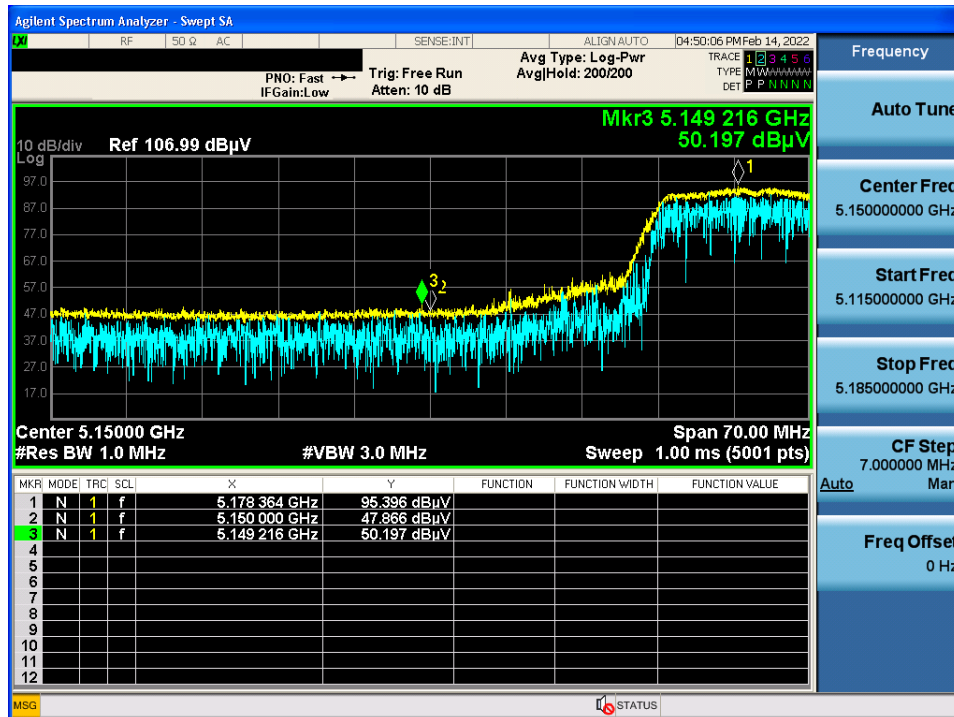 Agilent Spectrum Analyzer - Swept SA
LXI RF 50 Ω AC SENSE:INT ALIGN AUTO 04:50:06 PM Feb 14, 2022
Frequency
PNO: Fast Trig: Free Run Avg Type: Log-Pwr TRACE 1 2 3 4 5 6
IFGain:Low Atten: 10 dB Avg|Hold: 200/200 TYPE M W
DET P P N N N N
Auto Tune
Mkr3 5.149 216 GHz
50.197 dBµV
10 dB/div Ref 106.99 dBµV
Log
97.0
87.0
77.0
67.0
57.0
47.0
37.0
27.0
17.0
1
3
2
Center Freq
5.150000000 GHz
Start Freq
5.115000000 GHz
Stop Freq
5.185000000 GHz
Center 5.15000 GHz Span 70.00 MHz
#Res BW 1.0 MHz #VBW 3.0 MHz Sweep 1.00 ms (5001 pts)
CF Step
7.000000 MHz
Auto Man
MKR MODE TRC SCL X Y FUNCTION FUNCTION WIDTH FUNCTION VALUE
1 N 1 f 5.178 364 GHz 95.396 dBµV
2 N 1 f 5.150 000 GHz 47.866 dBµV
3 N 1 f 5.149 216 GHz 50.197 dBµV
4
5
6
7
8
9
10
11
12
Freq Offset
0 Hz
MSG STATUS